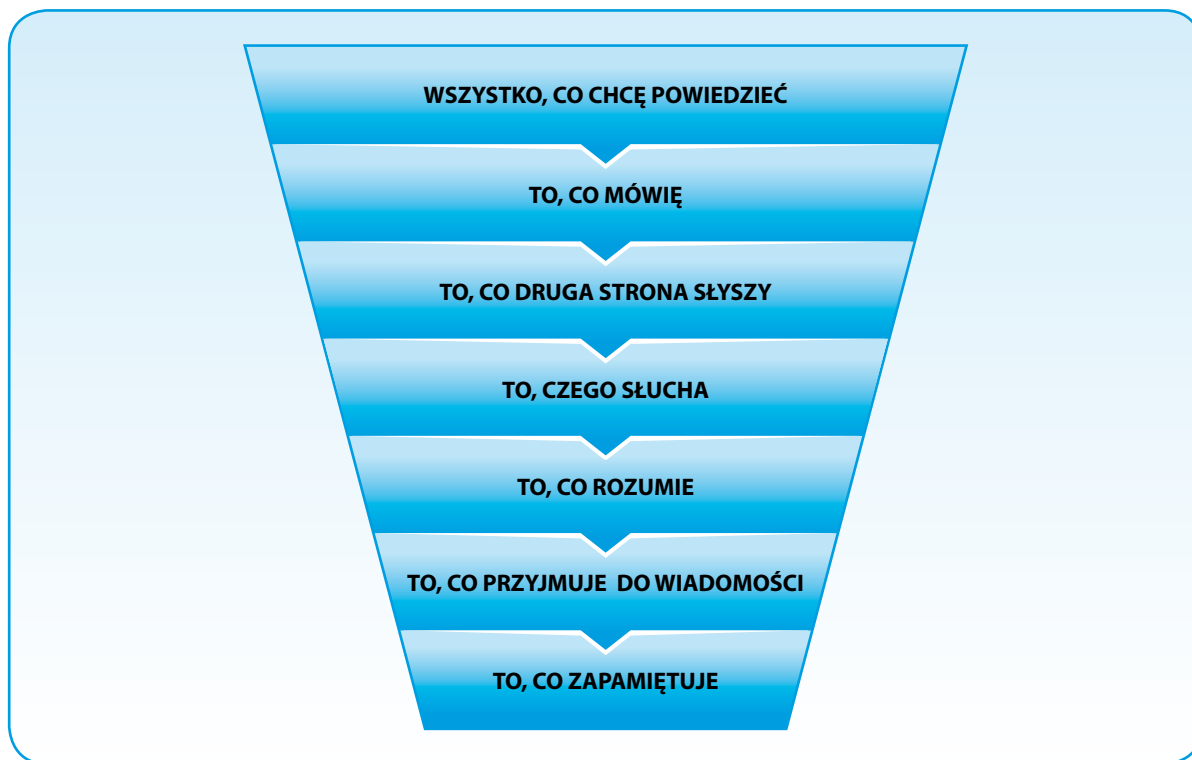 WSZYSTKO, CO CHCĘ POWIEDZIEĆ
TO, CO MÓWIĘ
TO, CO DRUGA STRONA SŁYSZY
TO, CZEGO SŁUCHA
TO, CO ROZUMIE
TO, CO PRZYJMUJE DO WIADOMOŚCI
TO, CO ZAPAMIĘTUJE